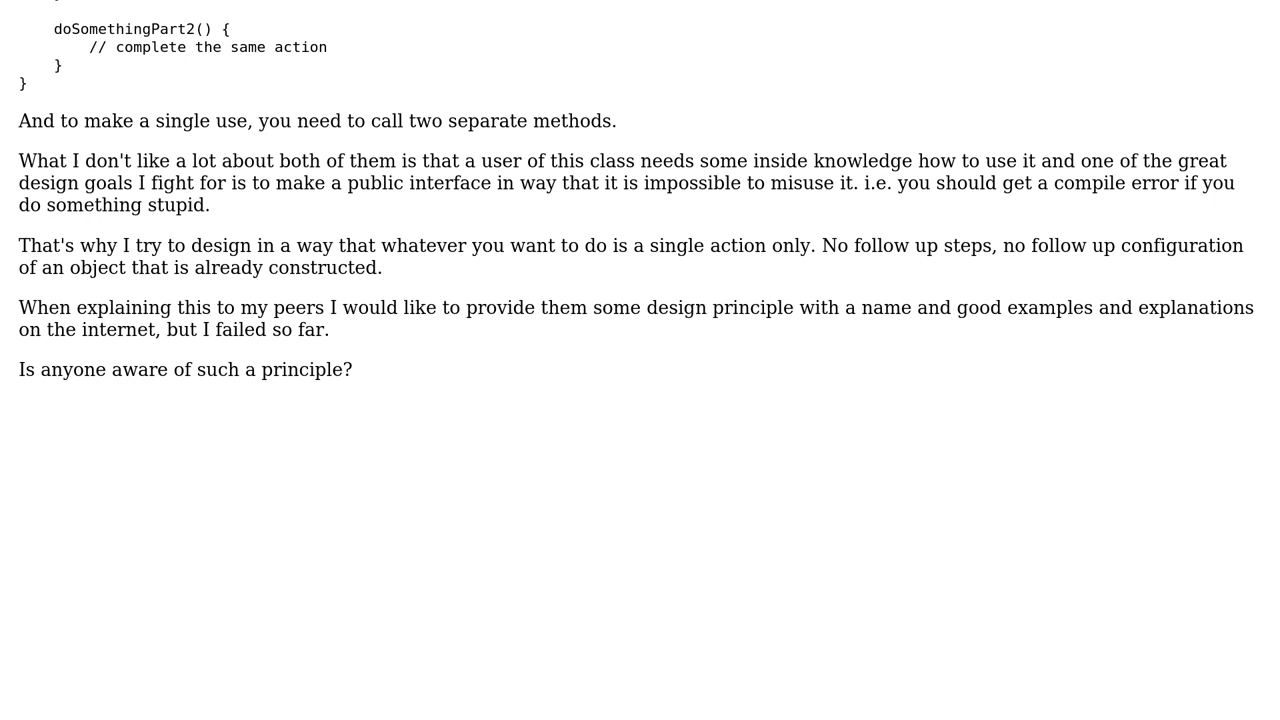 doSomethingPart2() {
// complete the same action
}
}
And to make a single use, you need to call two separate methods.
What I don't like a lot about both of them is that a user of this class needs some inside knowledge how to use it and one of the great
design goals I fight for is to make a public interface in way that it is impossible to misuse it. i.e. you should get a compile error if you
do something stupid.
That's why I try to design in a way that whatever you want to do is a single action only. No follow up steps, no follow up configuration
of an object that is already constructed.
When explaining this to my peers I would like to provide them some design principle with a name and good examples and explanations
on the internet, but I failed so far.
Is anyone aware of such a principle?